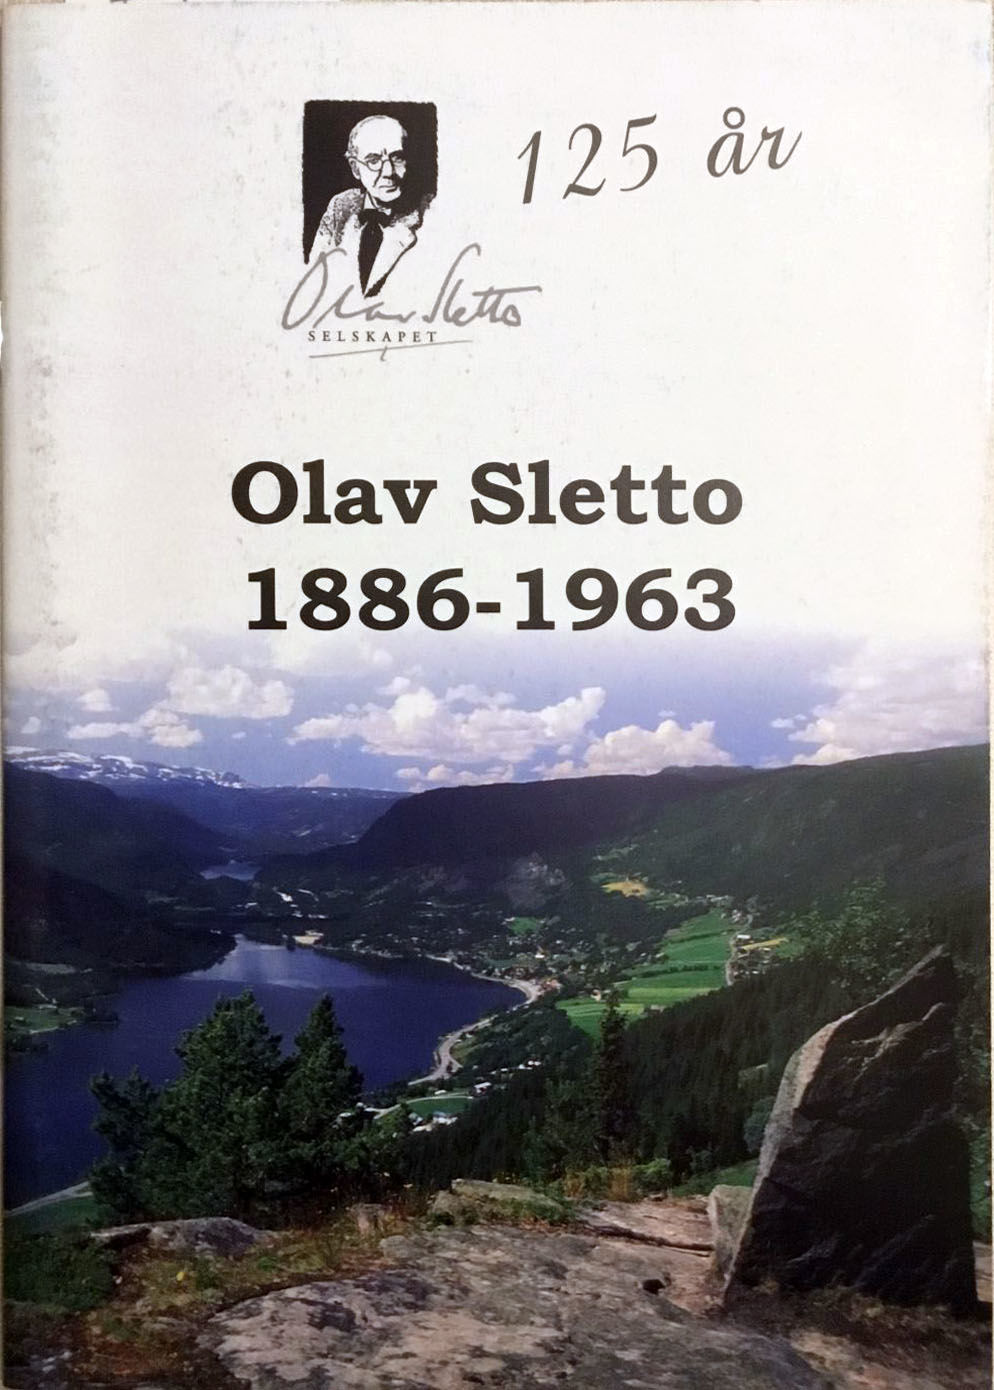 125 år
Olav Sletto
SELSKAPET
Olav Sletto
1886-1963